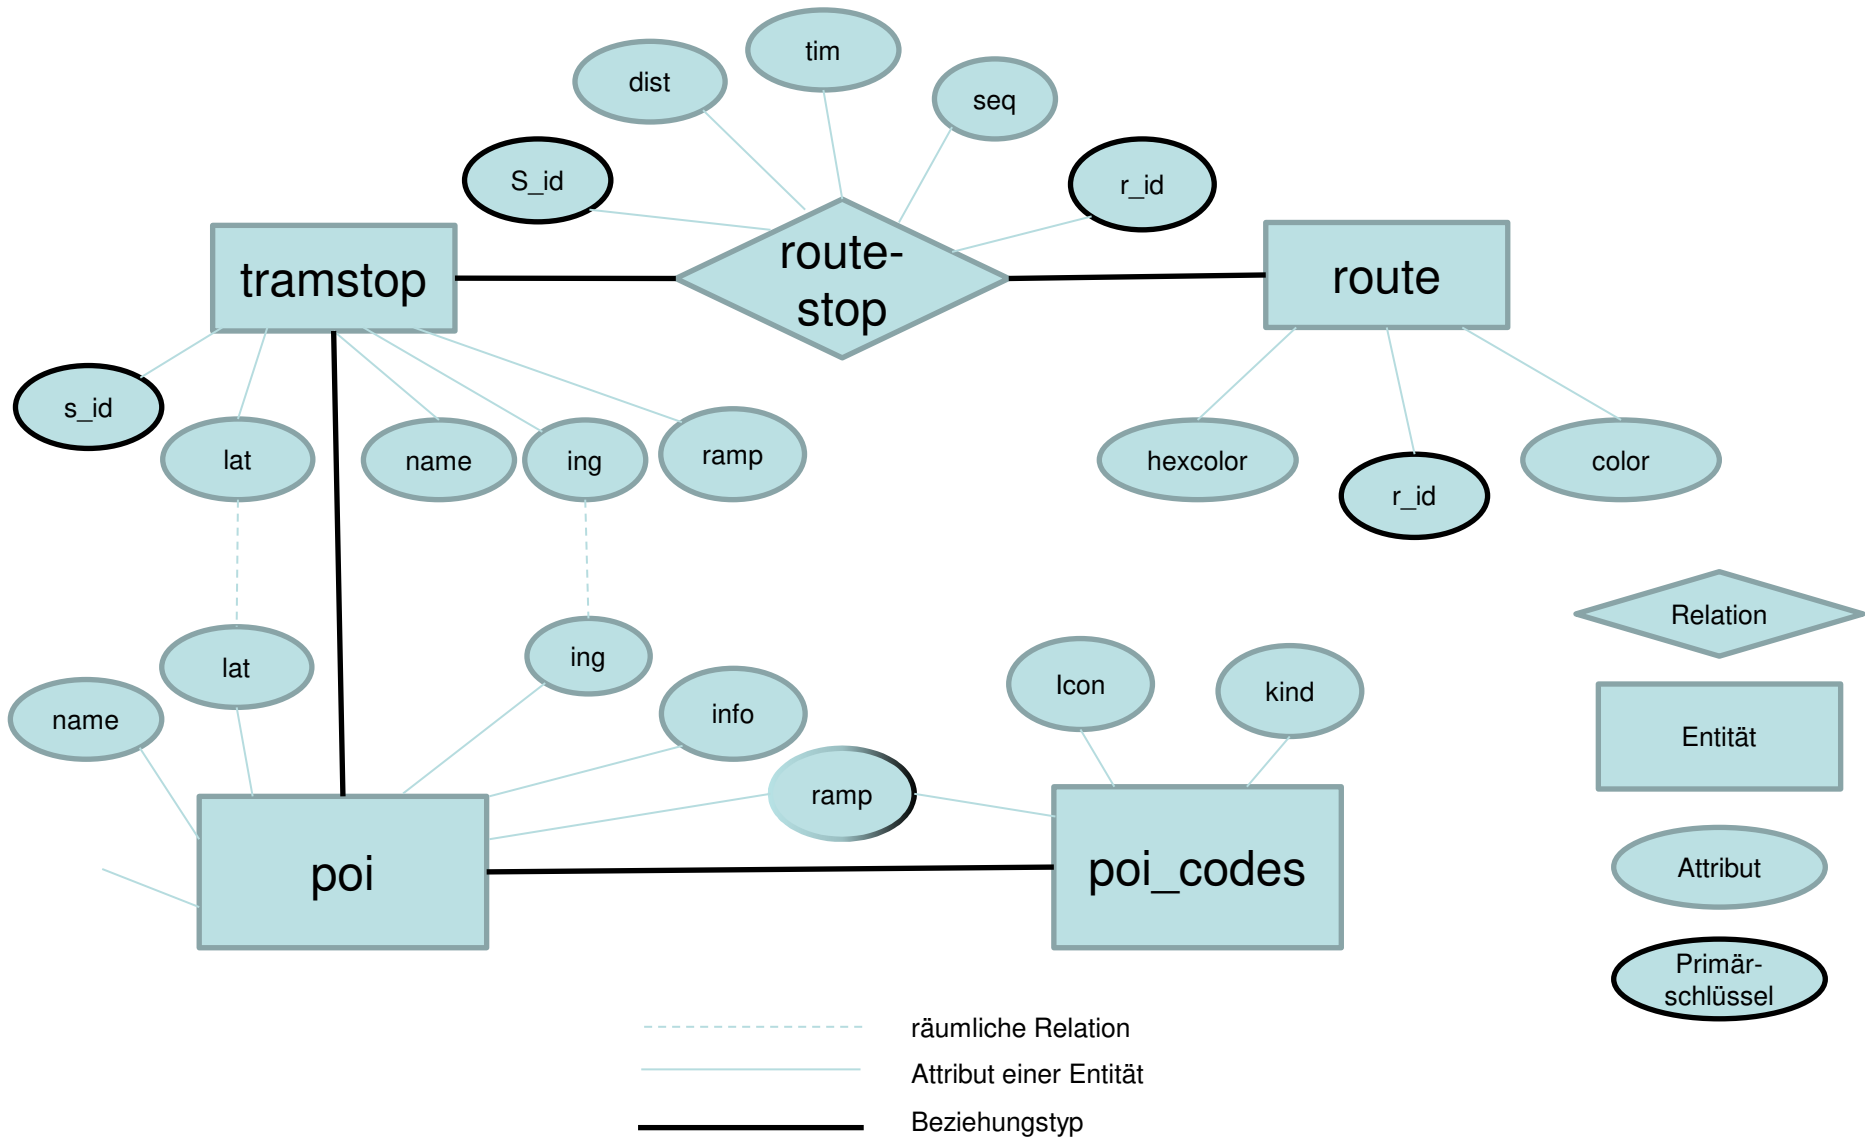 tim
dist
seq
S_id
r_id
route-
stop
tramstop
route
s_id
lat
name
ing
ramp
hexcolor
r_id
color
lat
ing
name
info
Icon
kind
ramp
poi
poi_codes
Relation
Entität
Attribut
Primär-
schlüssel
räumliche Relation
Attribut einer Entität
Beziehungstyp